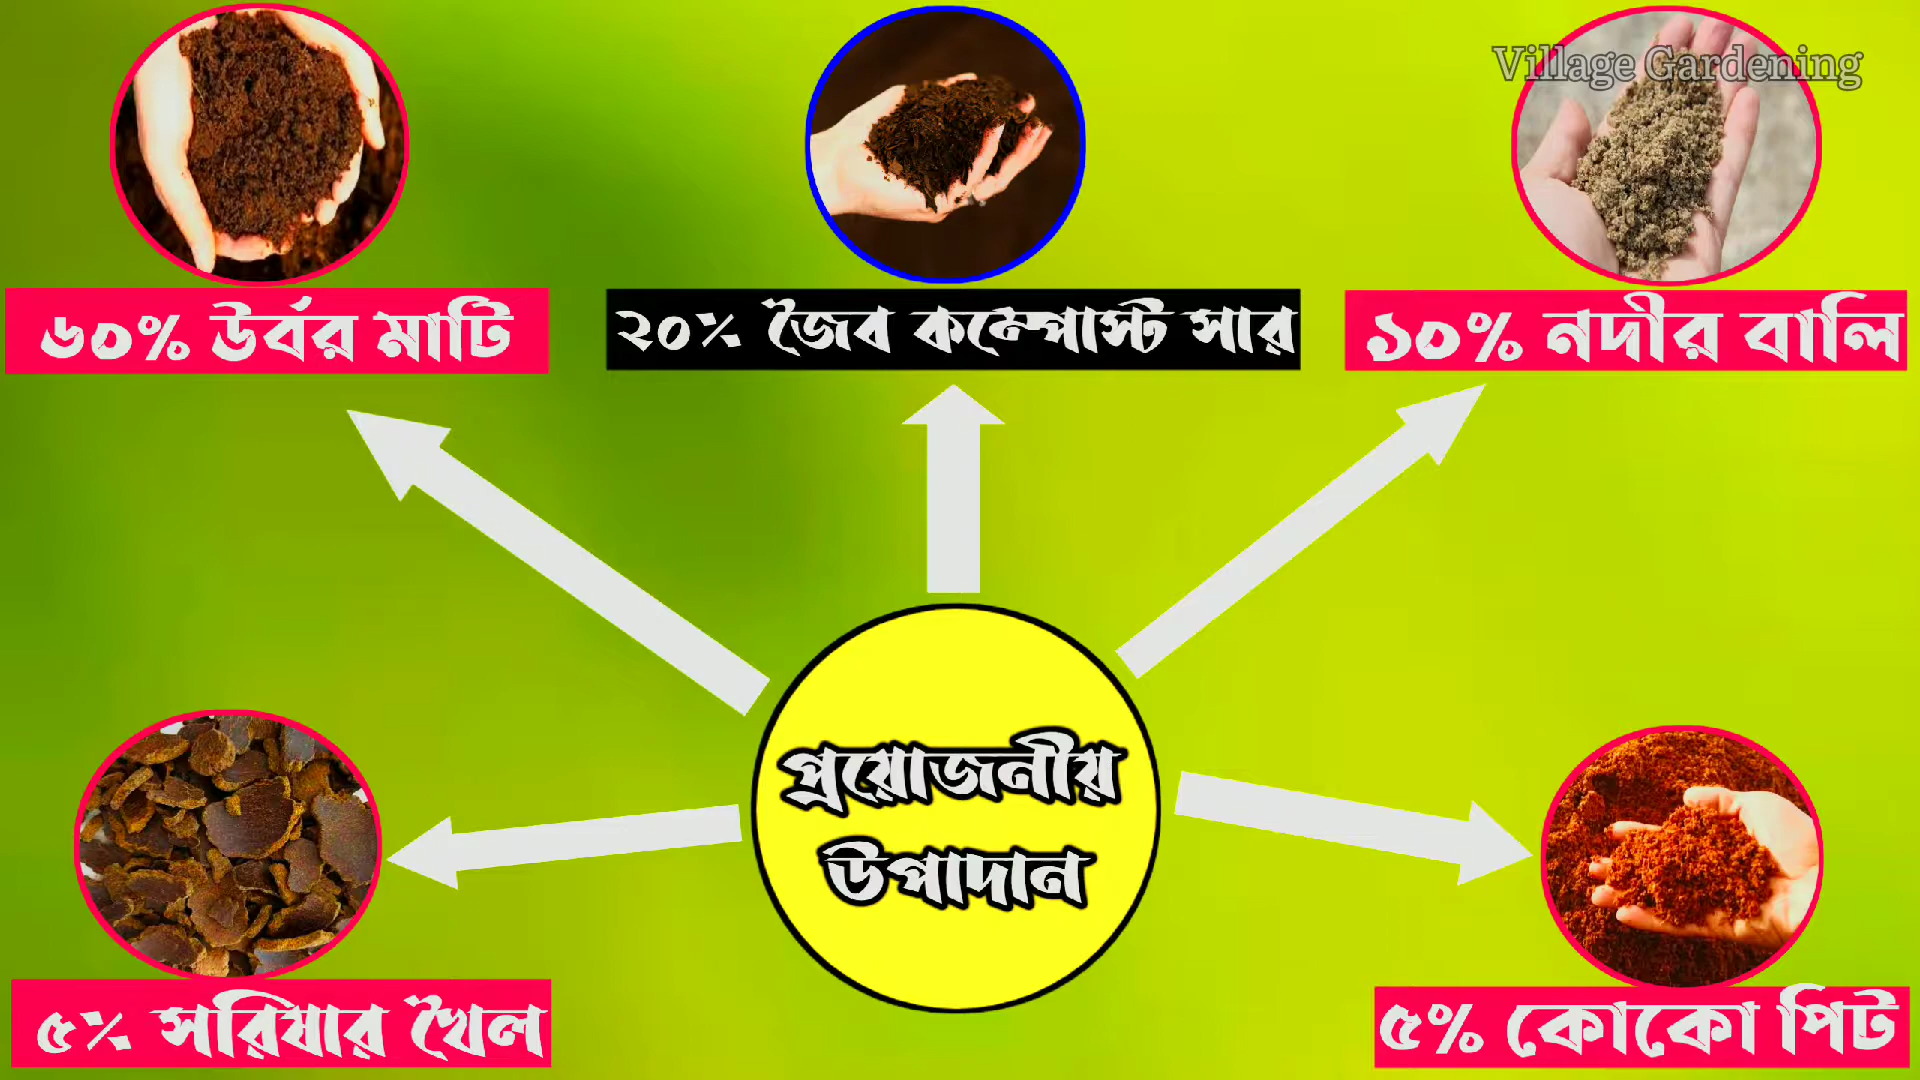 Village Gardening
৬০% উর্বর মাটি
২০% জৈব কম্পোস্ট সার
১০% নদীর বালি
প্রয়োজনীয়
উপাদান
৫% সরিষার খৈল
৫% কোকো পিট